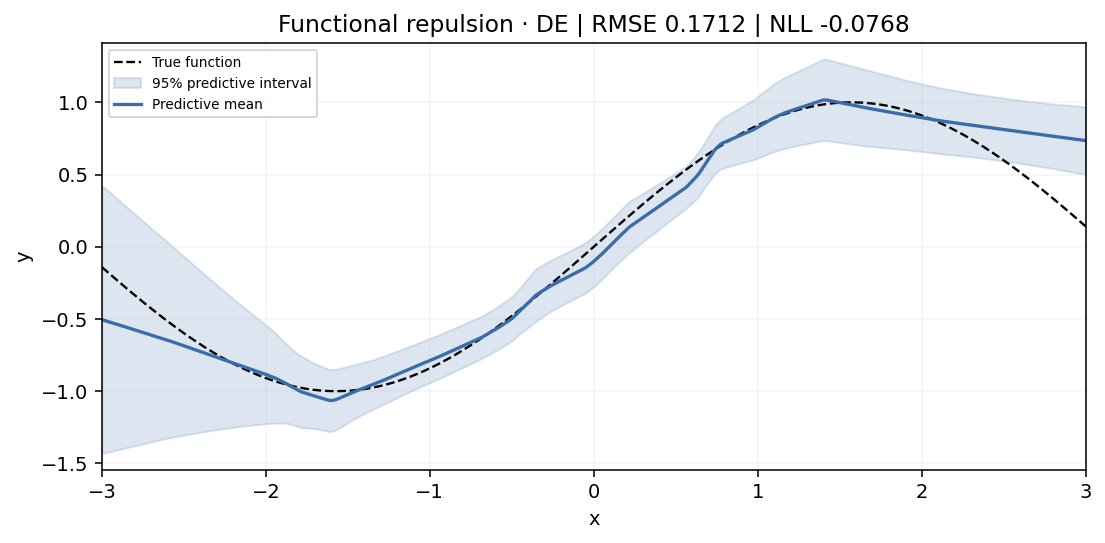 Functional repulsion · DE | RMSE 0.1712 | NLL -0.0768
True function
95% predictive interval
Predictive mean
1.0
0.5
0.0
−0.5
−1.0
−1.5
y
−3
−2
−1
0
1
2
3
x